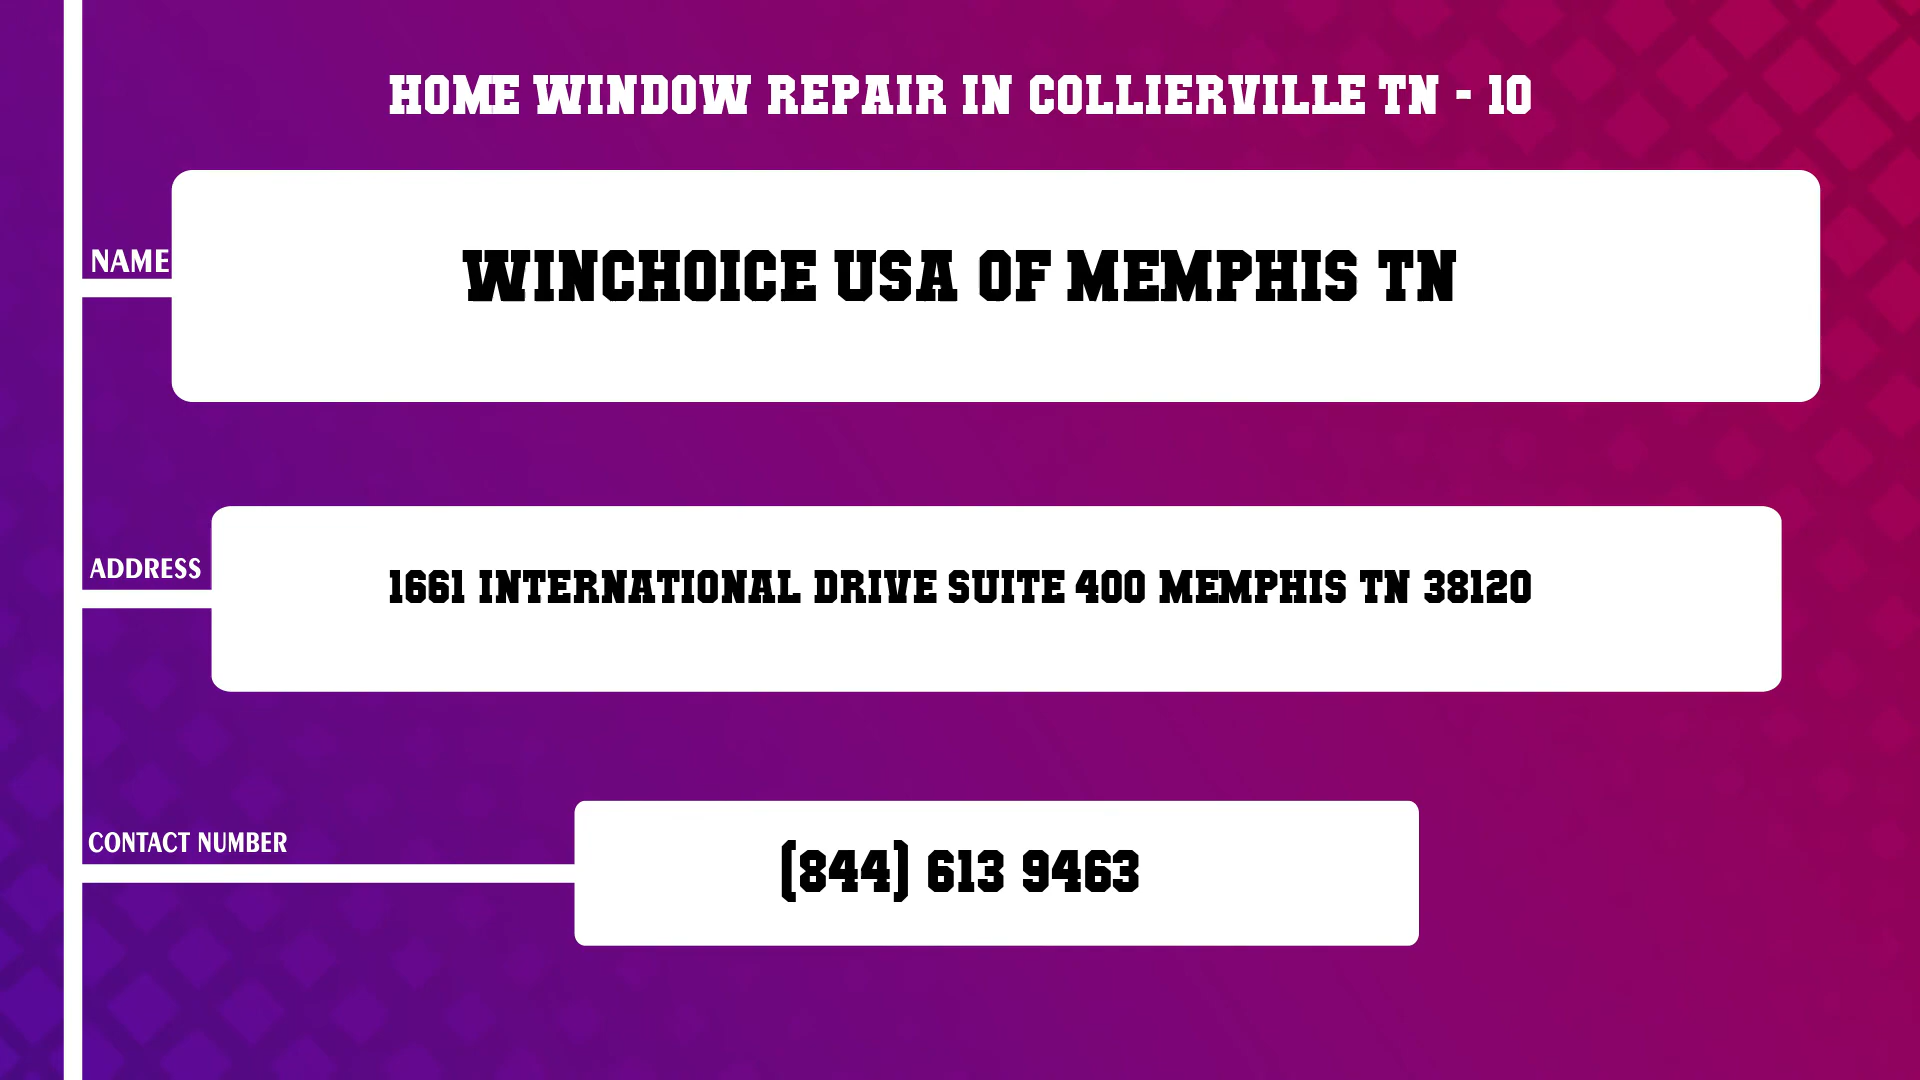 HOME WINDOW REPAIR IN COLLIERVILLE TN - 10
NAME
WINCHOICE USA OF MEMPHIS TN
ADDRESS
1661 INTERNATIONAL DRIVE SUITE 400 MEMPHIS TN 38120
CONTACT NUMBER
(844) 613 9463